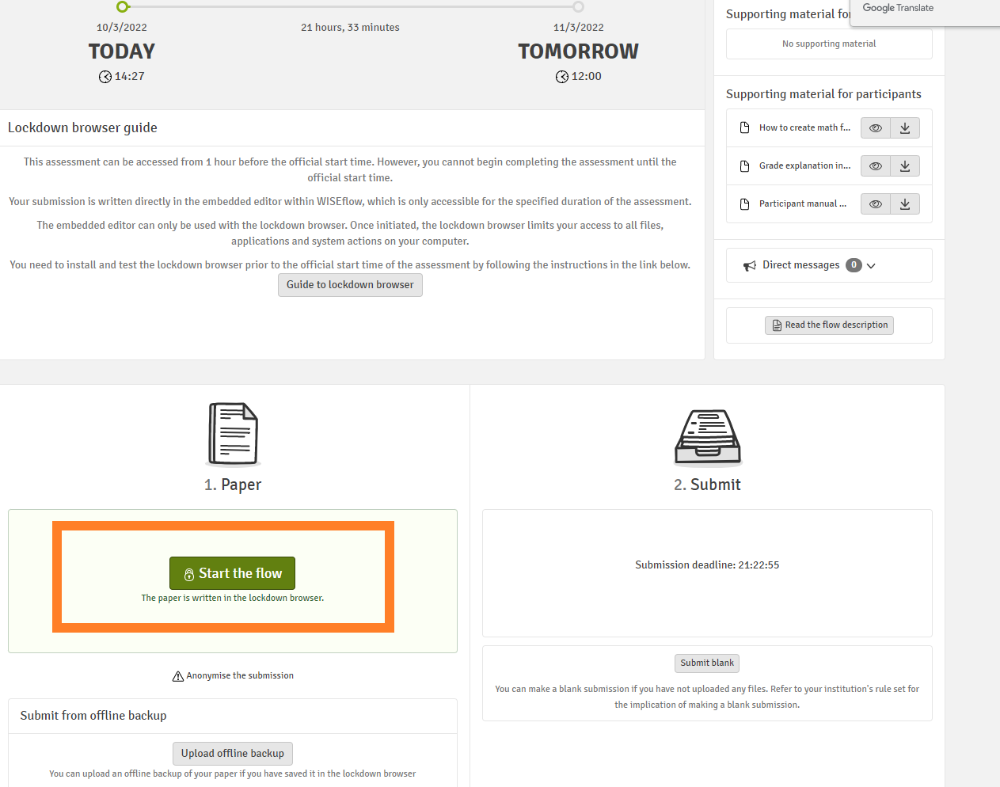 10/3/2022
21 hours, 33 minutes
11/3/2022
TODAY
TOMORROW
14:27
12:00
Lockdown browser guide
This assessment can be accessed from 1 hour before the official start time. However, you cannot begin completing the assessment until the
official start time.
Your submission is written directly in the embedded editor within WISEflow, which is only accessible for the specified duration of the assessment.
The embedded editor can only be used with the lockdown browser. Once initiated, the lockdown browser limits your access to all files,
applications and system actions on your computer.
You need to install and test the lockdown browser prior to the official start time of the assessment by following the instructions in the link below.
Guide to lockdown browser
Google Translate
Supporting material for
No supporting material
Supporting material for participants
How to create math f...
Grade explanation in...
Participant manual ...
Direct messages 0
Read the flow description
1. Paper
Start the flow
The paper is written in the lockdown browser.
Anonymise the submission
Submit from offline backup
Upload offline backup
You can upload an offline backup of your paper if you have saved it in the lockdown browser
2. Submit
Submission deadline: 21:22:55
Submit blank
You can make a blank submission if you have not uploaded any files. Refer to your institution's rule set for
the implication of making a blank submission.